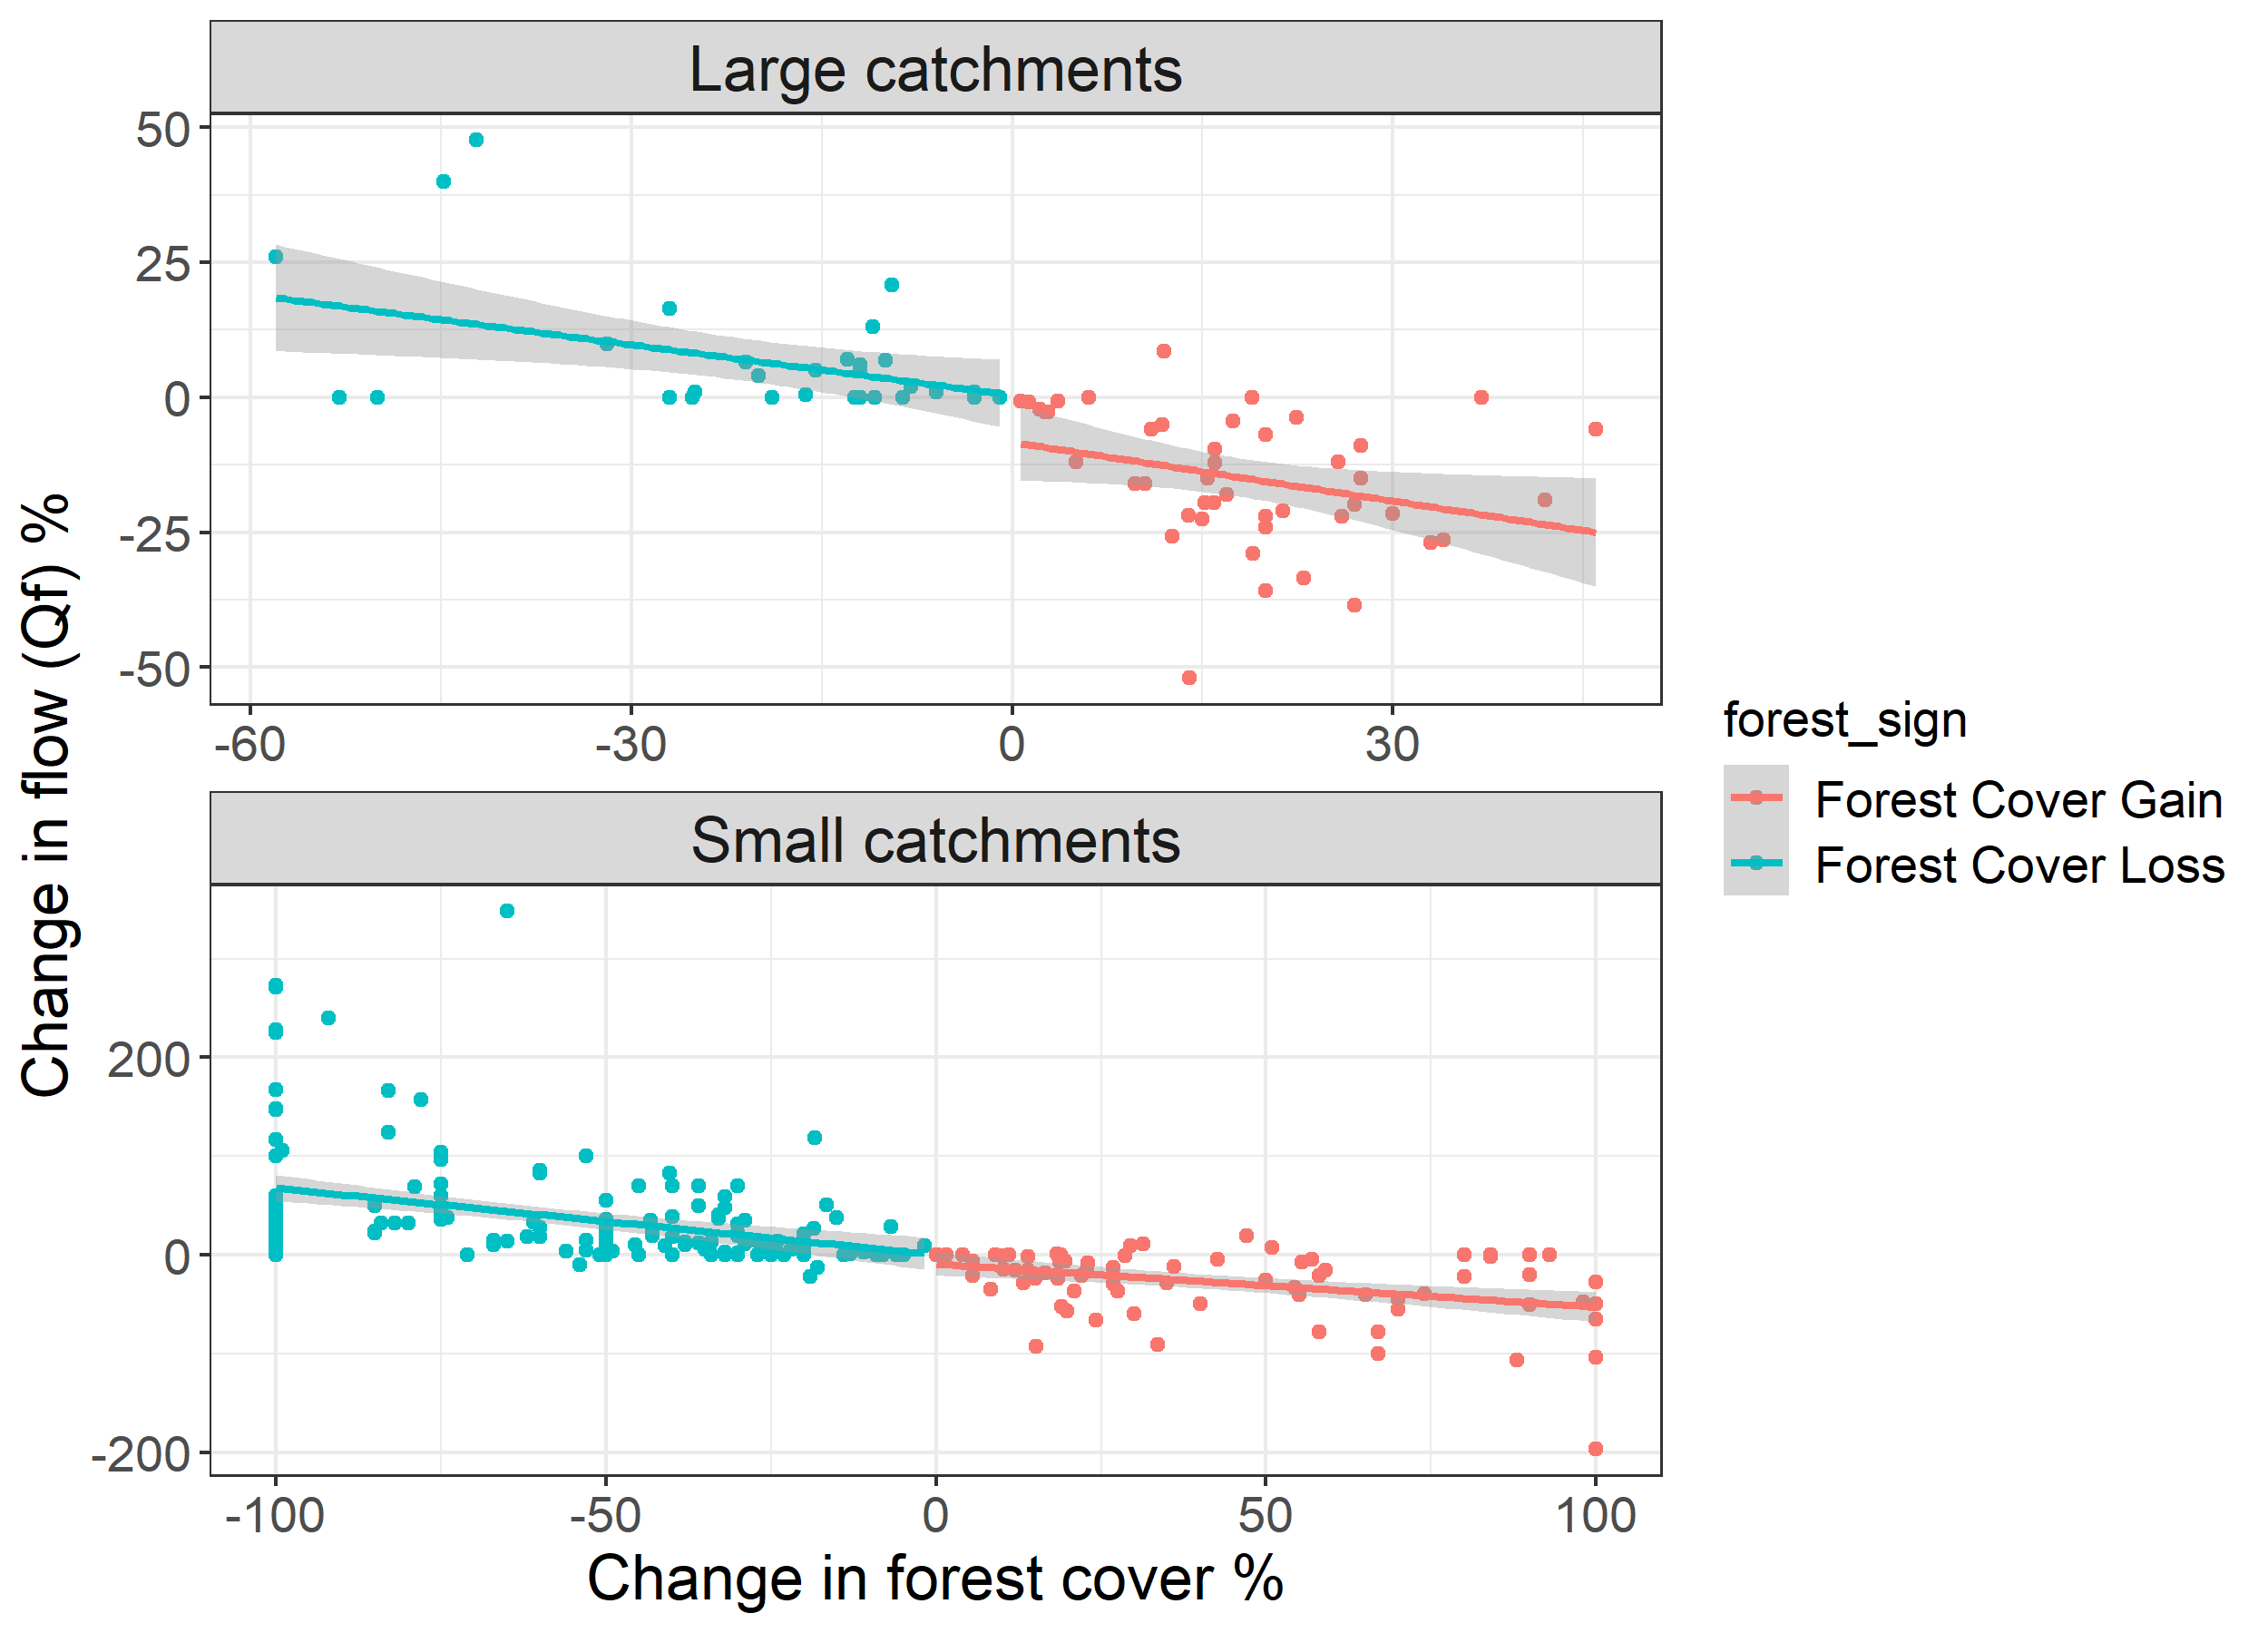 Large catchments
50
25
0
-25
-50
-60 -30 0 30
Small catchments
200
0
-200
-100 -50 0 50 100
Change in forest cover %
Change in flow (Qf) %
forest_sign
Forest Cover Gain
Forest Cover Loss